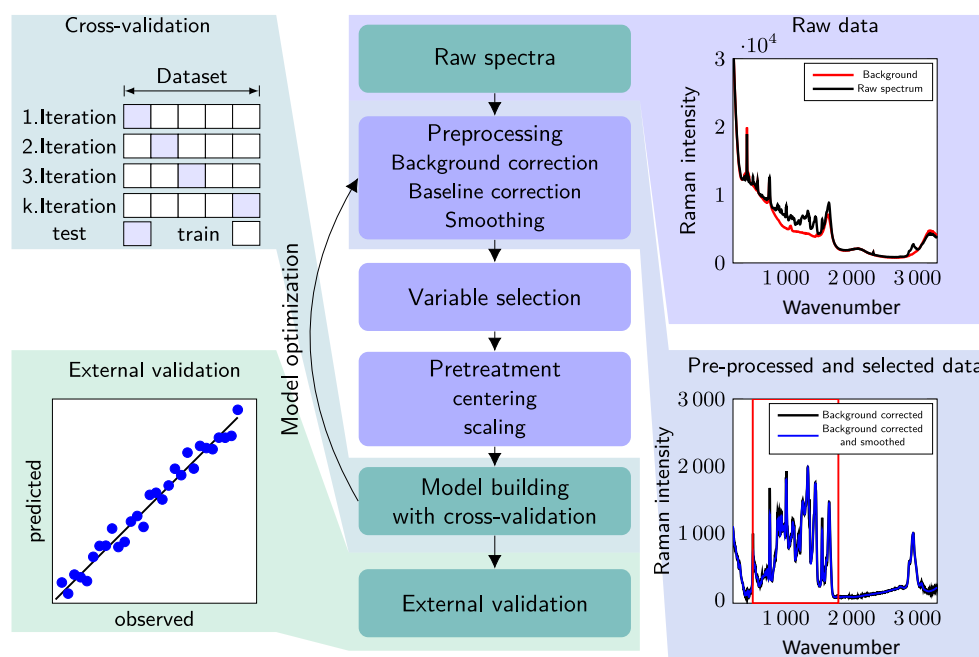 Cross-validation
Dataset
1.Iteration
2.Iteration
3.Iteration
k.Iteration
test
train
External validation
predicted
observed
Model optimization
Raw spectra
Preprocessing
Background correction
Baseline correction
Smoothing
Variable selection
Pretreatment
centering
scaling
Model building
with cross-validation
External validation
Raw data
·10⁴
3
2
1
0
Raman intensity
Background
Raw spectrum
1 000
2 000
3 000
Wavenumber
Pre-processed and selected data
3 000
2 000
1 000
0
Raman intensity
Background corrected
Background corrected
and smoothed
1 000
2 000
3 000
Wavenumber